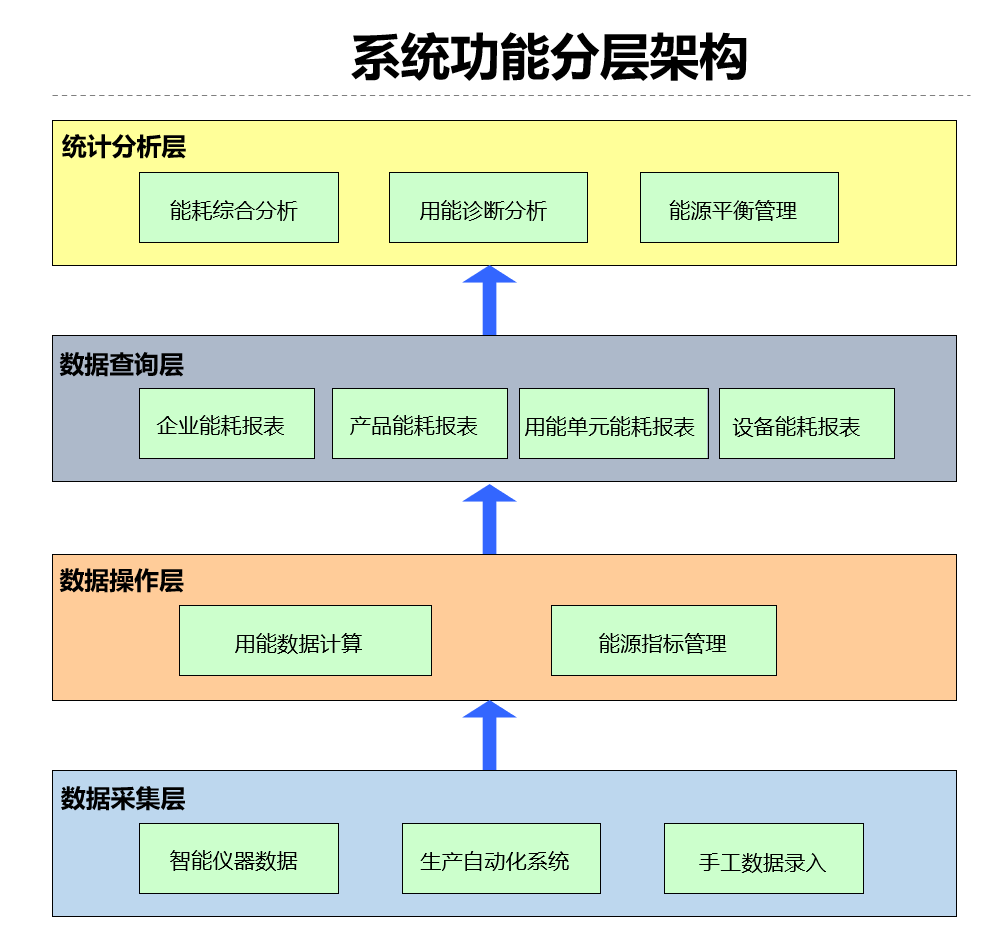 系统功能分层架构
统计分析层
能耗综合分析
用能诊断分析
能源平衡管理
数据查询层
企业能耗报表
产品能耗报表
用能单元能耗报表
设备能耗报表
数据操作层
用能数据计算
能源指标管理
数据采集层
智能仪器数据
生产自动化系统
手工数据录入